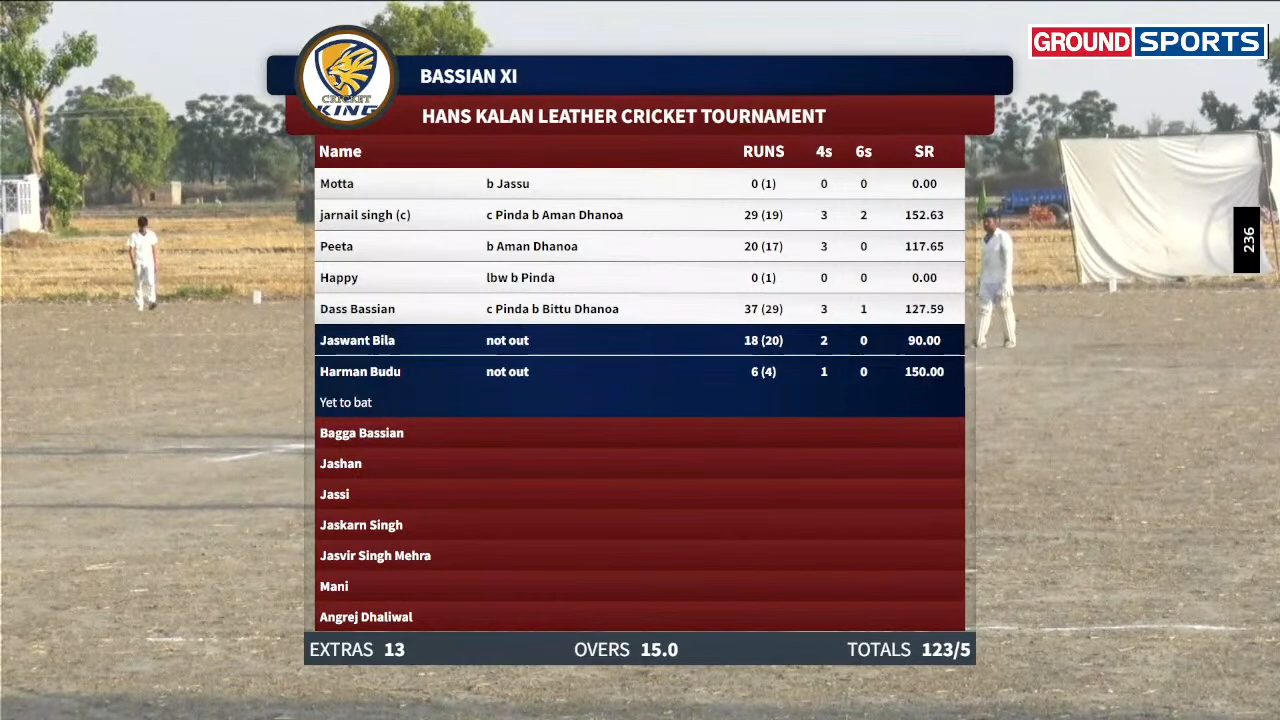 GROUND SPORTS
BASSIAN XI
CRICKET
KING
HANS KALAN LEATHER CRICKET TOURNAMENT
Name RUNS 4s 6s SR
Motta b Jassu 0 (1) 0 0 0.00
jarnail singh (c) c Pinda b Aman Dhanoa 29 (19) 3 2 152.63
Peeta b Aman Dhanoa 20 (17) 3 0 117.65
Happy lbw b Pinda 0 (1) 0 0 0.00
Dass Bassian c Pinda b Bittu Dhanoa 37 (29) 3 1 127.59
Jaswant Bila not out 18 (20) 2 0 90.00
Harman Budu not out 6 (4) 1 0 150.00
Yet to bat
Bagga Bassian
Jashan
Jassi
Jaskarn Singh
Jasvir Singh Mehra
Mani
Angrej Dhaliwal
EXTRAS 13 OVERS 15.0 TOTALS 123/5
236